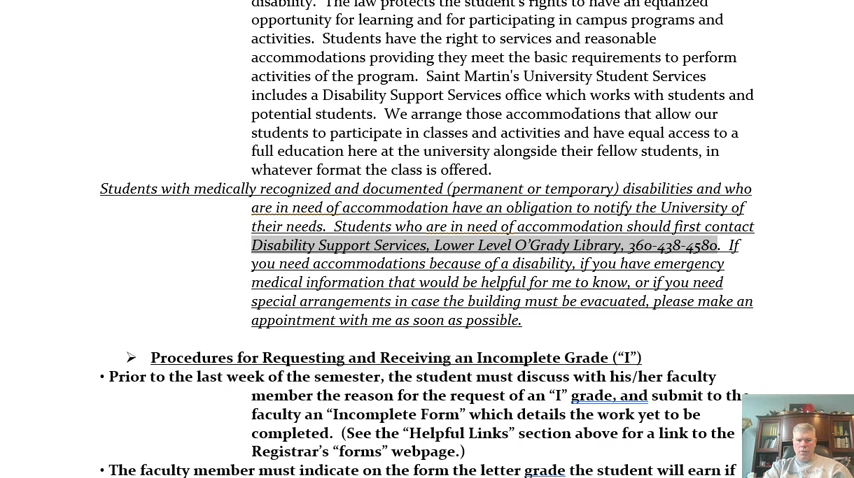 disability.  The law protects the student's rights to have an equalized
opportunity for learning and for participating in campus programs and
activities.  Students have the right to services and reasonable
accommodations providing they meet the basic requirements to perform
activities of the program.  Saint Martin's University Student Services
includes a Disability Support Services office which works with students and
potential students.  We arrange those accommodations that allow our
students to participate in classes and activities and have equal access to a
full education here at the university alongside their fellow students, in
whatever format the class is offered.
Students with medically recognized and documented (permanent or temporary) disabilities and who
are in need of accommodation have an obligation to notify the University of
their needs.  Students who are in need of accommodation should first contact
Disability Support Services, Lower Level O'Grady Library, 360-438-4580.  If
you need accommodations because of a disability, if you have emergency
medical information that would be helpful for me to know, or if you need
special arrangements in case the building must be evacuated, please make an
appointment with me as soon as possible.
➢ Procedures for Requesting and Receiving an Incomplete Grade (“I”)
• Prior to the last week of the semester, the student must discuss with his/her faculty
member the reason for the request of an “I” grade, and submit to the
faculty an “Incomplete Form” which details the work yet to be
completed.  (See the “Helpful Links” section above for a link to the
Registrar's “forms” webpage.)
• The faculty member must indicate on the form the letter grade the student will earn if